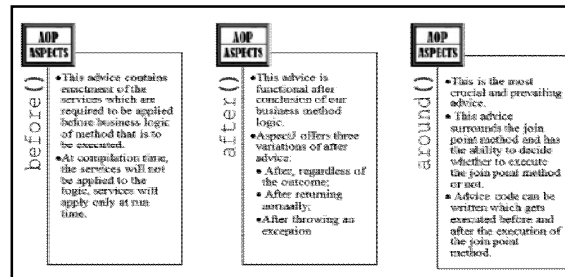 AOP
ASPECTS
before()
•This advice contains
enactment of the
services which are
required to be applied
before business logic
of method that is to
be executed.
•At compilation time,
the services will not
be applied to the
logic, services will
apply only at run
time.
AOP
ASPECTS
after()
•This advice is
functional after
conclusion of our
business method
logic.
•AspectJ offers three
variations of after
advice:
•After, regardless of
the outcome;
•After returning
normally;
•After throwing an
exception
AOP
ASPECTS
around()
•This is the most
crucial and prevailing
advice.
• This advice
surrounds the join
point method and has
the ability to decide
whether to execute
the join point method
or not.
• Advice code can be
written which gets
executed before and
after the execution of
the join point
method.